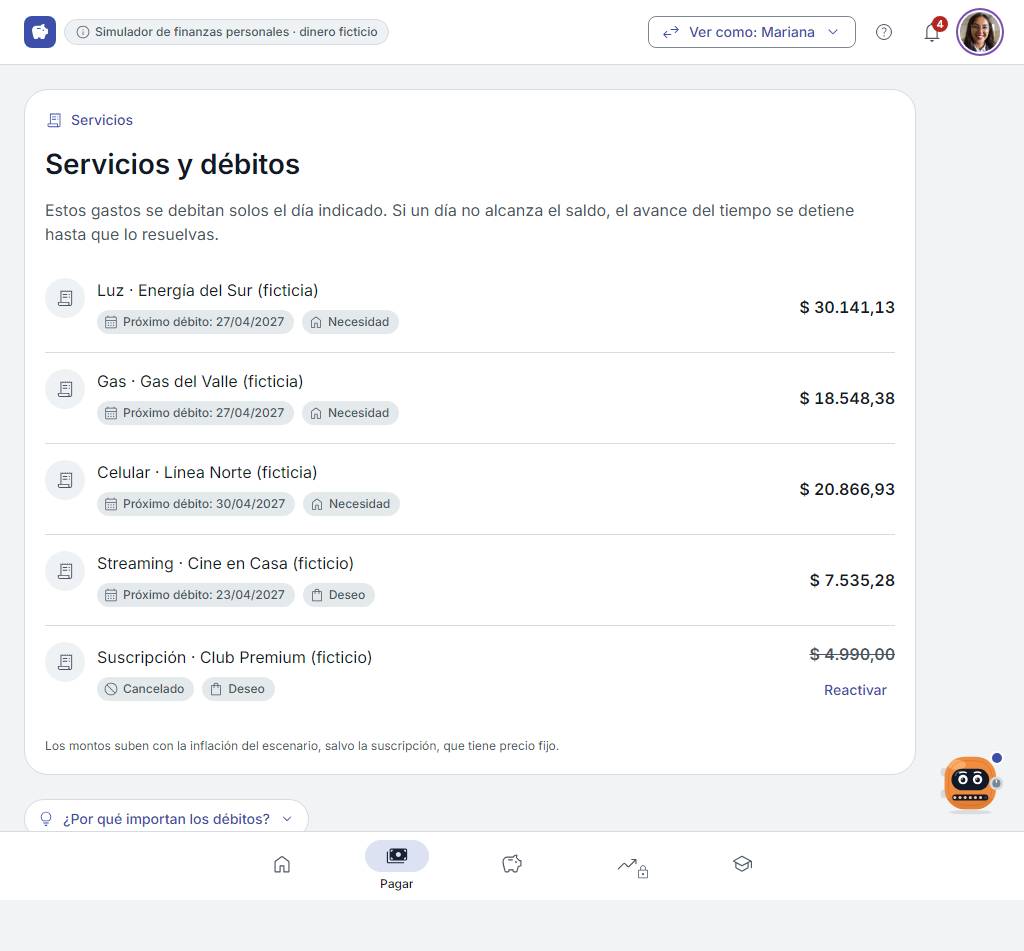 Simulador de finanzas personales · dinero ficticio
Ver como: Mariana
4
Servicios
Servicios y débitos
Estos gastos se debitan solos el día indicado. Si un día no alcanza el saldo, el avance del tiempo se detiene
hasta que lo resuelvas.
Luz · Energía del Sur (ficticia)
Próximo débito: 27/04/2027
Necesidad
$ 30.141,13
Gas · Gas del Valle (ficticia)
Próximo débito: 27/04/2027
Necesidad
$ 18.548,38
Celular · Línea Norte (ficticia)
Próximo débito: 30/04/2027
Necesidad
$ 20.866,93
Streaming · Cine en Casa (ficticio)
Próximo débito: 23/04/2027
Deseo
$ 7.535,28
Suscripción · Club Premium (ficticio)
Cancelado
Deseo
$ 4.990,00
Reactivar
Los montos suben con la inflación del escenario, salvo la suscripción, que tiene precio fijo.
¿Por qué importan los débitos?
Pagar